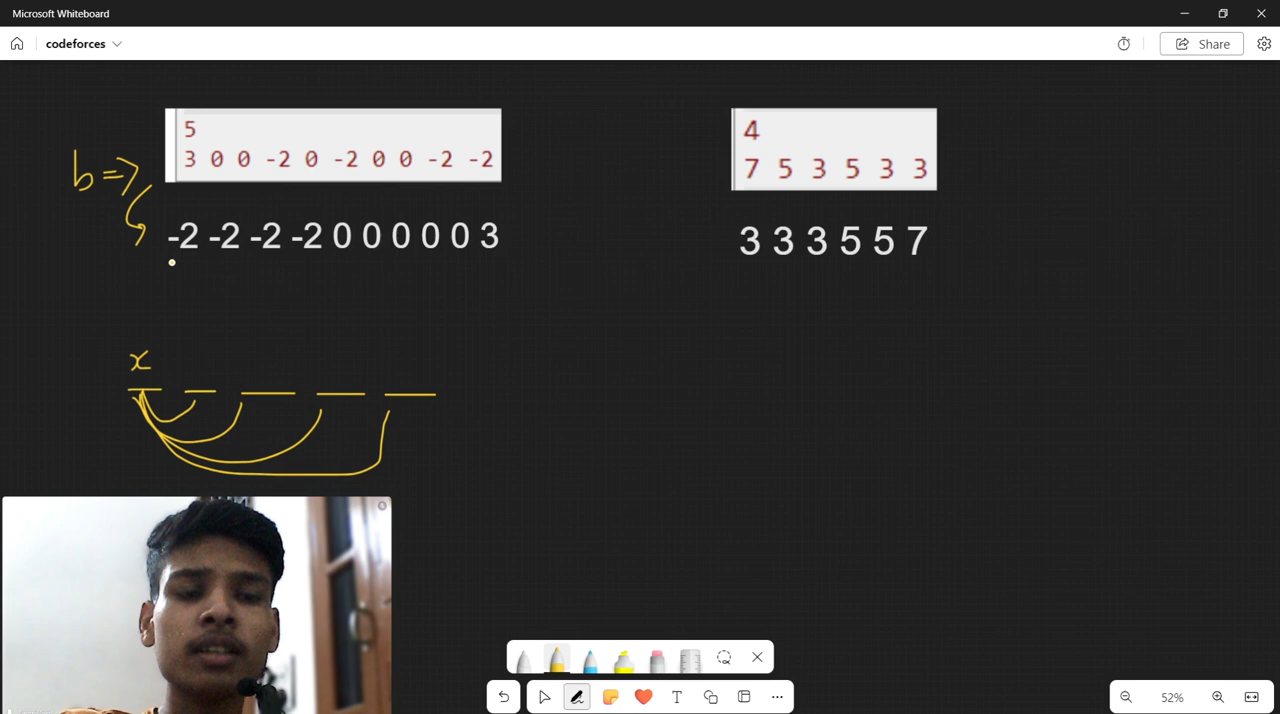 Microsoft Whiteboard
codeforces
Share
5
3 0 0 -2 0 -2 0 0 -2 -2
b =>
-2 -2 -2 -2 0 0 0 0 0 3
4
7 5 3 5 3 3
3 3 3 5 5 7
x
52%